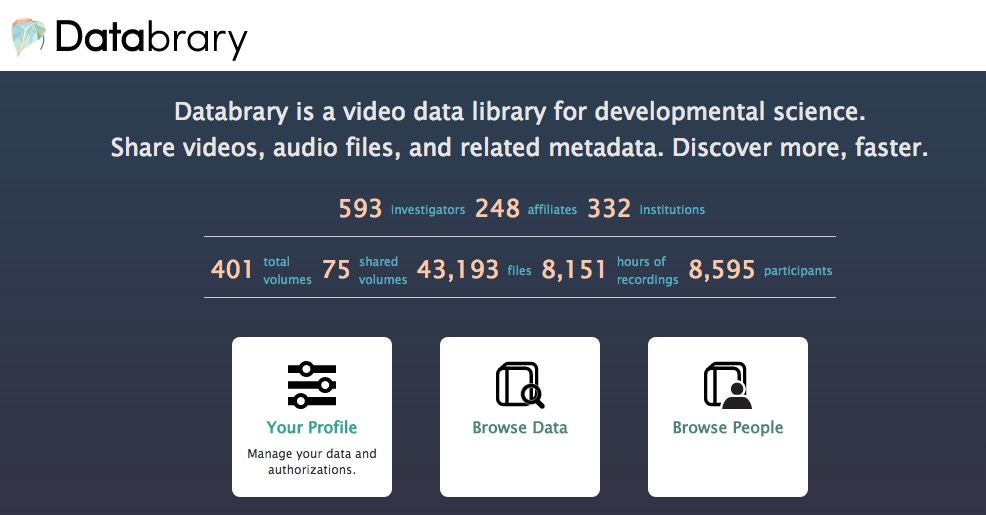 Databrary
Databrary is a video data library for developmental science.
Share videos, audio files, and related metadata. Discover more, faster.
593 investigators 248 affiliates 332 institutions
401 total volumes 75 shared volumes 43,193 files 8,151 hours of recordings 8,595 participants
Your Profile
Manage your data and
authorizations.
Browse Data
Browse People